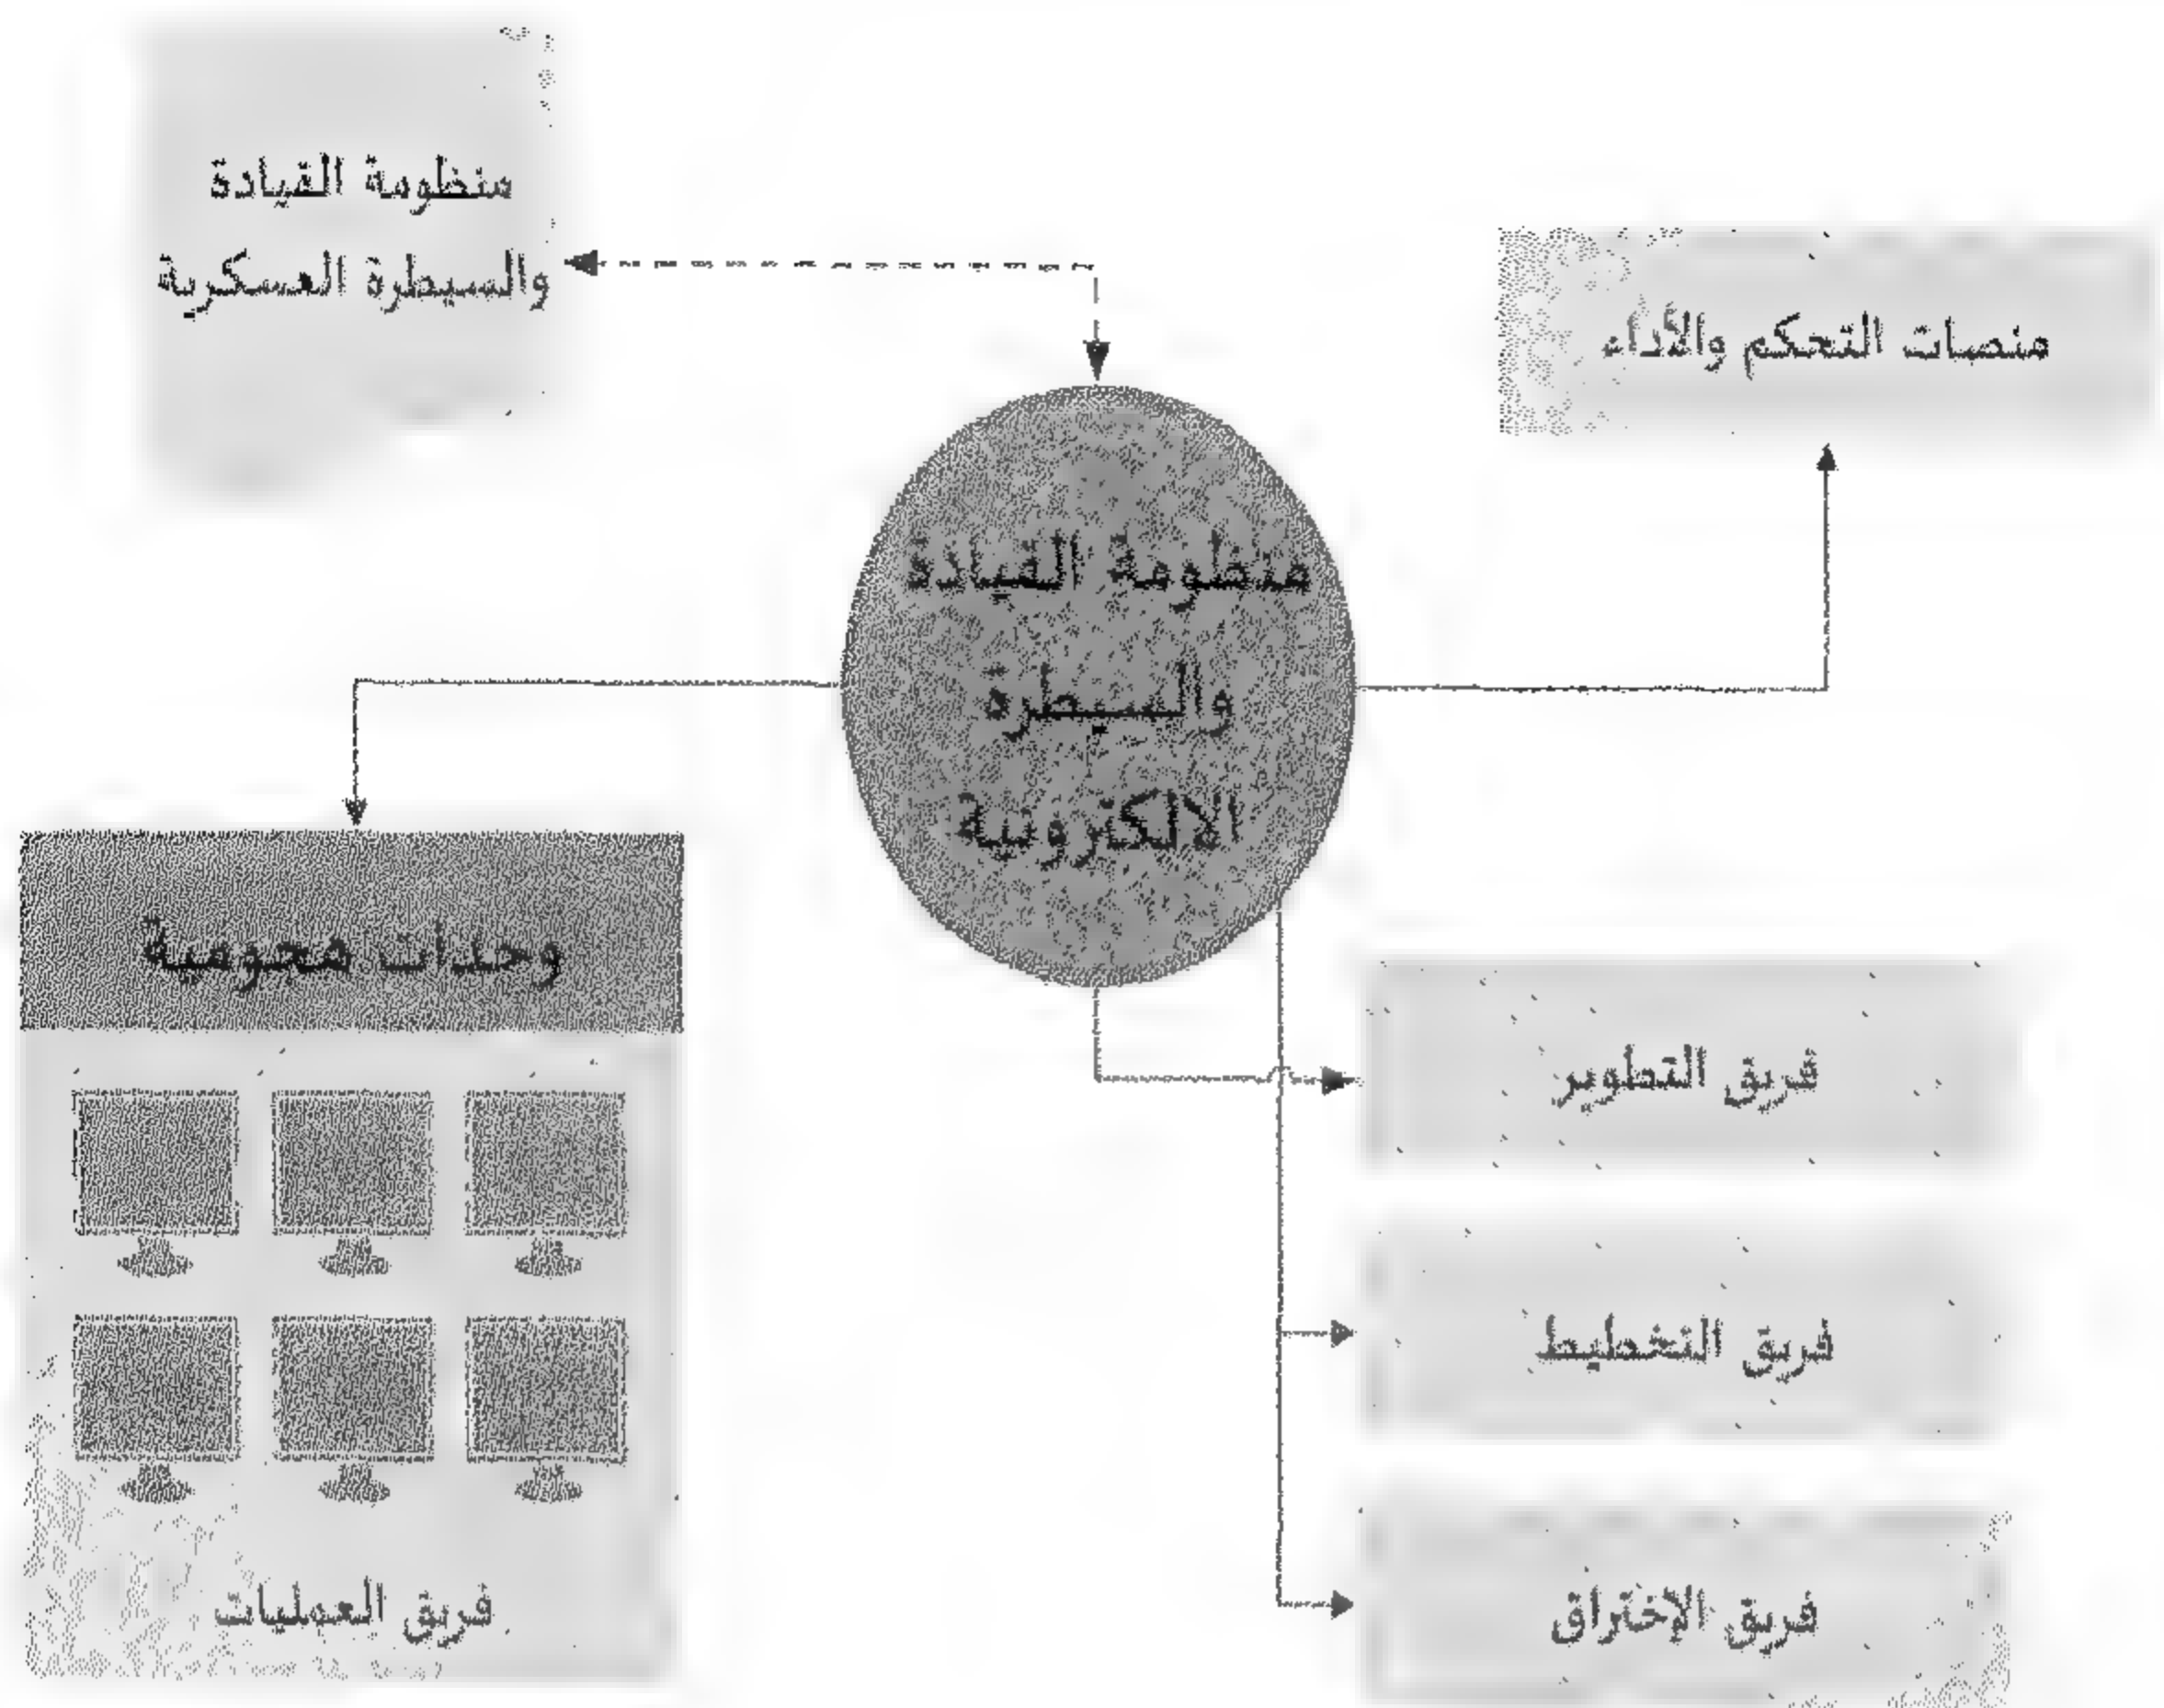 منظومة القيادة
والسيطرة العسكرية
منصات التحكم والأداء
منظومة القيادة
والسيطرة
الالكترونية
وحدات هجومية
فريق العمليات
فريق التطوير
فريق التخطيط
فريق الإختراق